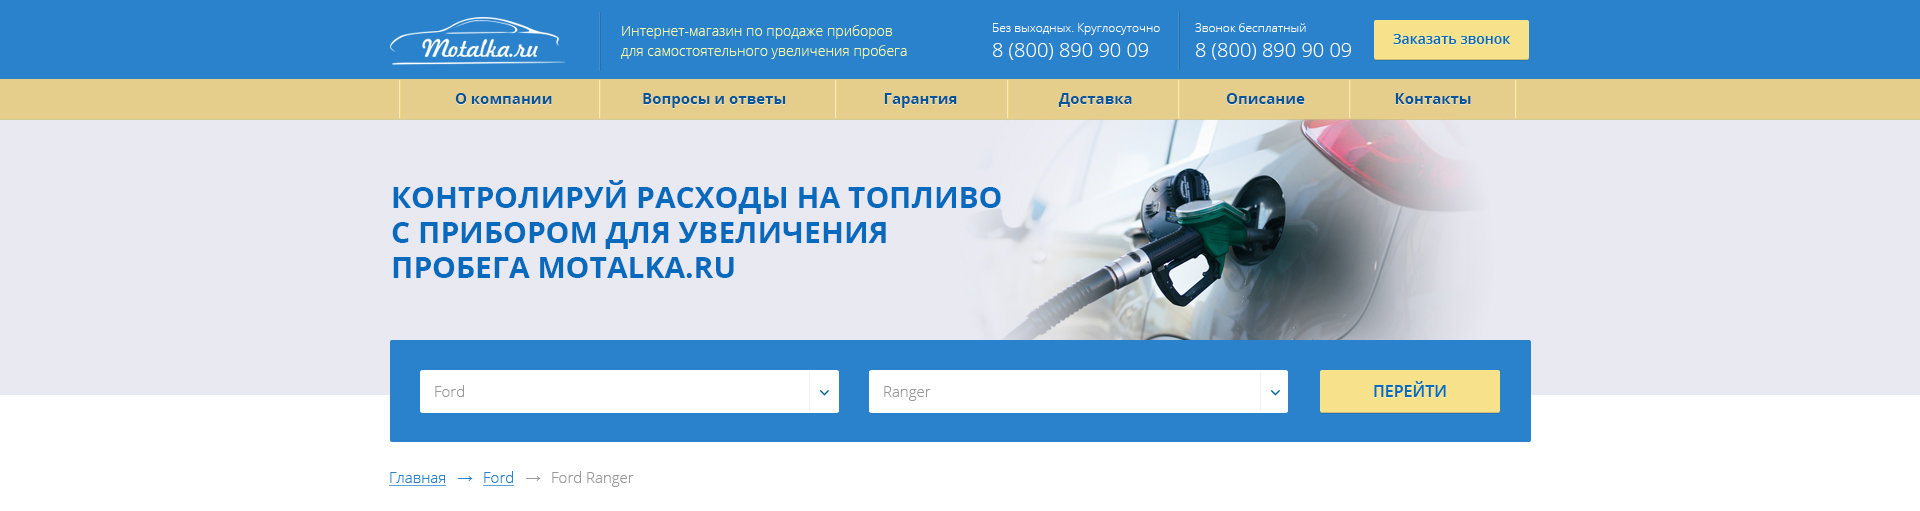 Motalka.ru
Интернет-магазин по продаже приборов
для самостоятельного увеличения пробега
Без выходных. Круглосуточно
8 (800) 890 90 09
Звонок бесплатный
8 (800) 890 90 09
Заказать звонок
О компании
Вопросы и ответы
Гарантия
Доставка
Описание
Контакты
КОНТРОЛИРУЙ РАСХОДЫ НА ТОПЛИВО
С ПРИБОРОМ ДЛЯ УВЕЛИЧЕНИЯ
ПРОБЕГА MOTALKA.RU
Ford
Ranger
ПЕРЕЙТИ
Главная → Ford → Ford Ranger